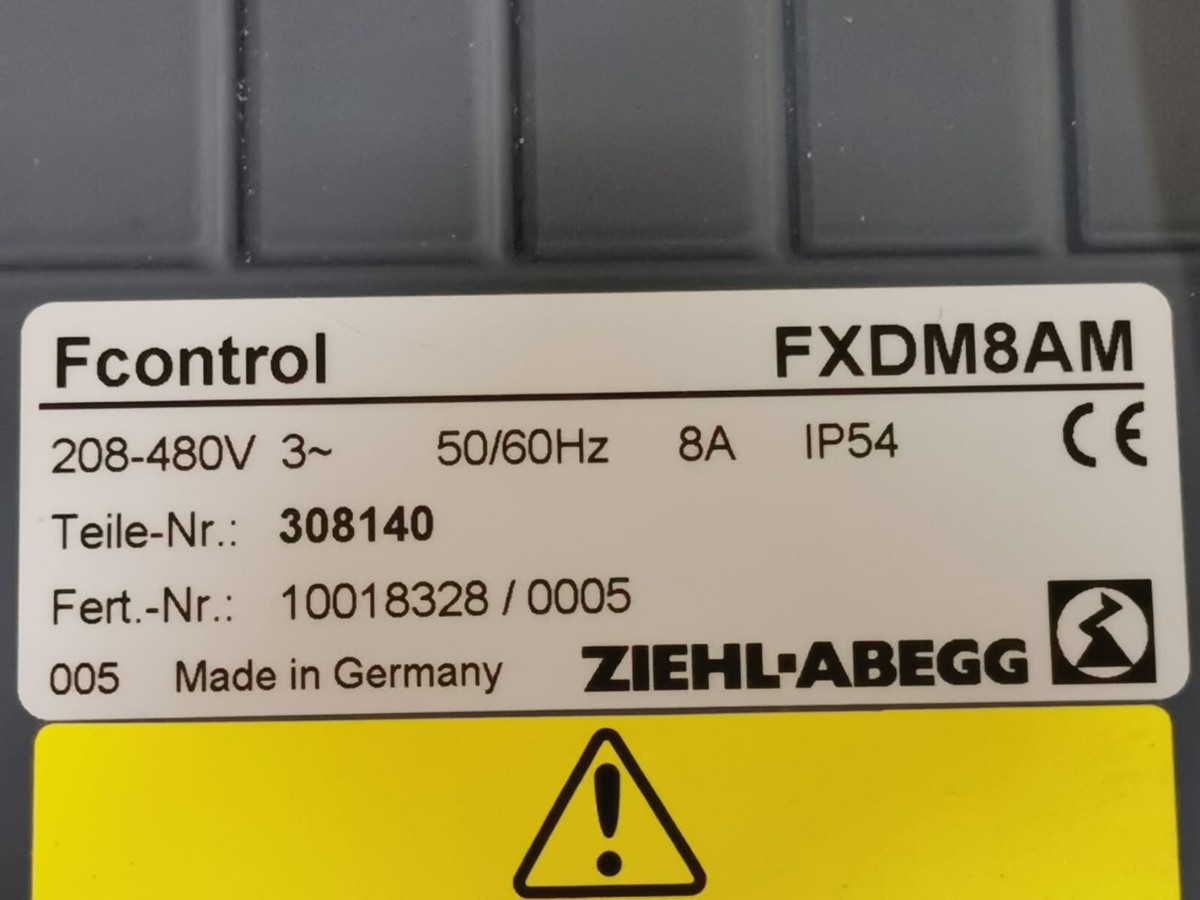 Fcontrol FXDM8AM
208-480V 3~ 50/60Hz 8A IP54 CE
Teile-Nr.: 308140
Fert.-Nr.: 10018328 / 0005
005 Made in Germany ZIEHL-ABEGG